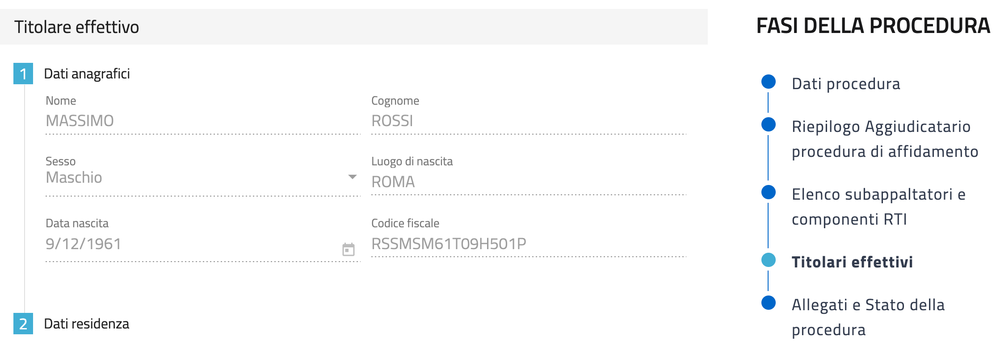 Titolare effettivo
1 Dati anagrafici
Nome
MASSIMO
Cognome
ROSSI
Sesso
Maschio
Luogo di nascita
ROMA
Data nascita
9/12/1961
Codice fiscale
RSSMSM61T09H501P
2 Dati residenza
FASI DELLA PROCEDURA
Dati procedura
Riepilogo Aggiudicatario
procedura di affidamento
Elenco subappaltatori e
componenti RTI
Titolari effettivi
Allegati e Stato della
procedura